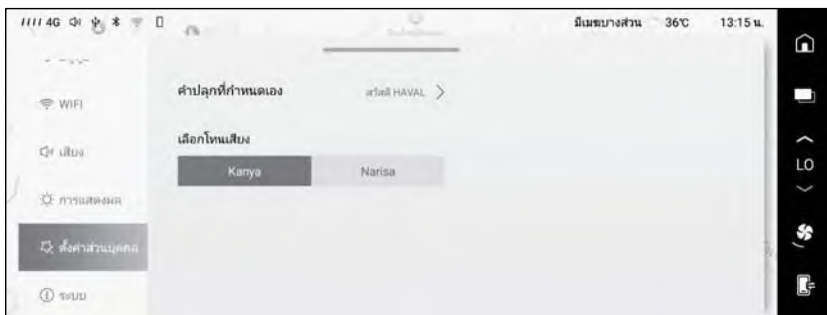 4G มีเมฆบางส่วน 36℃ 13:15 น.
WIFI
คำปลุกที่กำหนดเอง สวัสดี HAVAL
เสียง
เลือกโทนเสียง
LO
Kanya Narisa
การแสดงผล
ตั้งค่าส่วนบุคคล
ระบบ